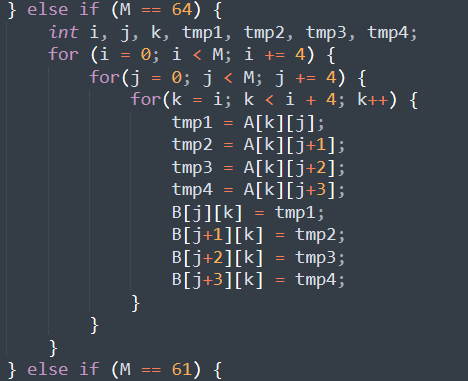 } else if (M == 64) {
    int i, j, k, tmp1, tmp2, tmp3, tmp4;
    for (i = 0; i < M; i += 4) {
        for(j = 0; j < M; j += 4) {
            for(k = i; k < i + 4; k++) {
                tmp1 = A[k][j];
                tmp2 = A[k][j+1];
                tmp3 = A[k][j+2];
                tmp4 = A[k][j+3];
                B[j][k] = tmp1;
                B[j+1][k] = tmp2;
                B[j+2][k] = tmp3;
                B[j+3][k] = tmp4;
            }
        }
    }
} else if (M == 61) {